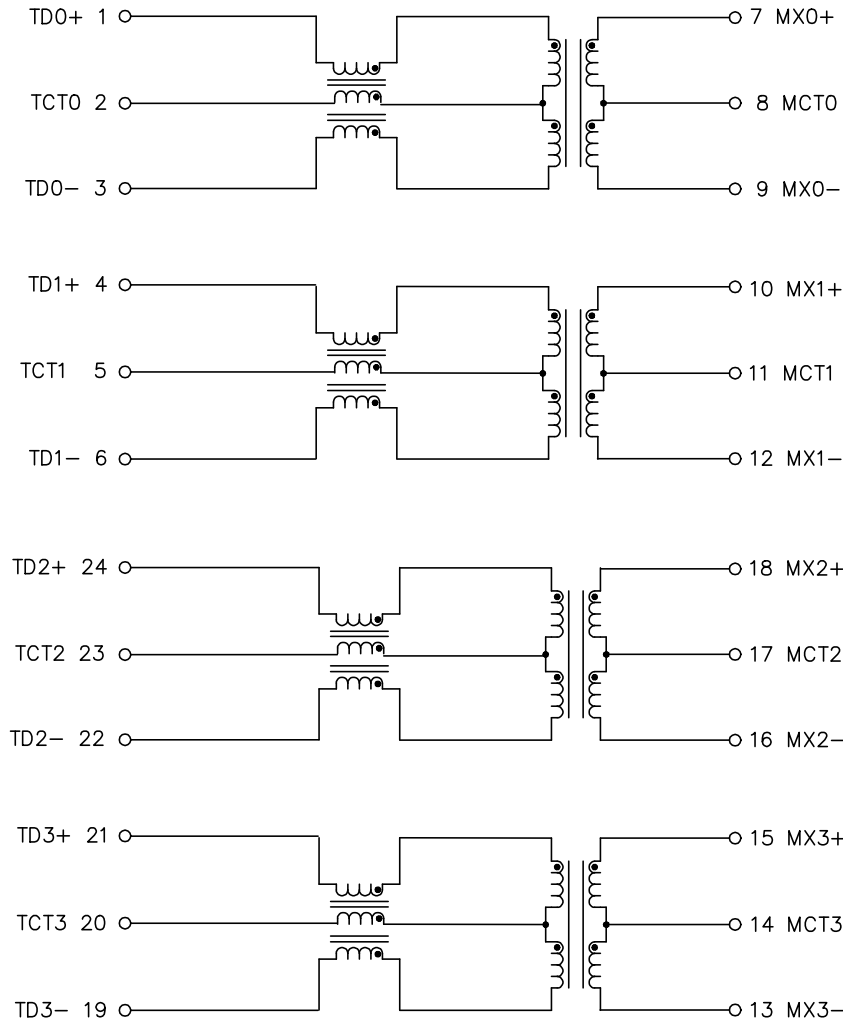 TD0+ 1 7 MX0+
TCT0 2 8 MCT0
TD0- 3 9 MX0-
TD1+ 4 10 MX1+
TCT1 5 11 MCT1
TD1- 6 12 MX1-
TD2+ 24 18 MX2+
TCT2 23 17 MCT2
TD2- 22 16 MX2-
TD3+ 21 15 MX3+
TCT3 20 14 MCT3
TD3- 19 13 MX3-